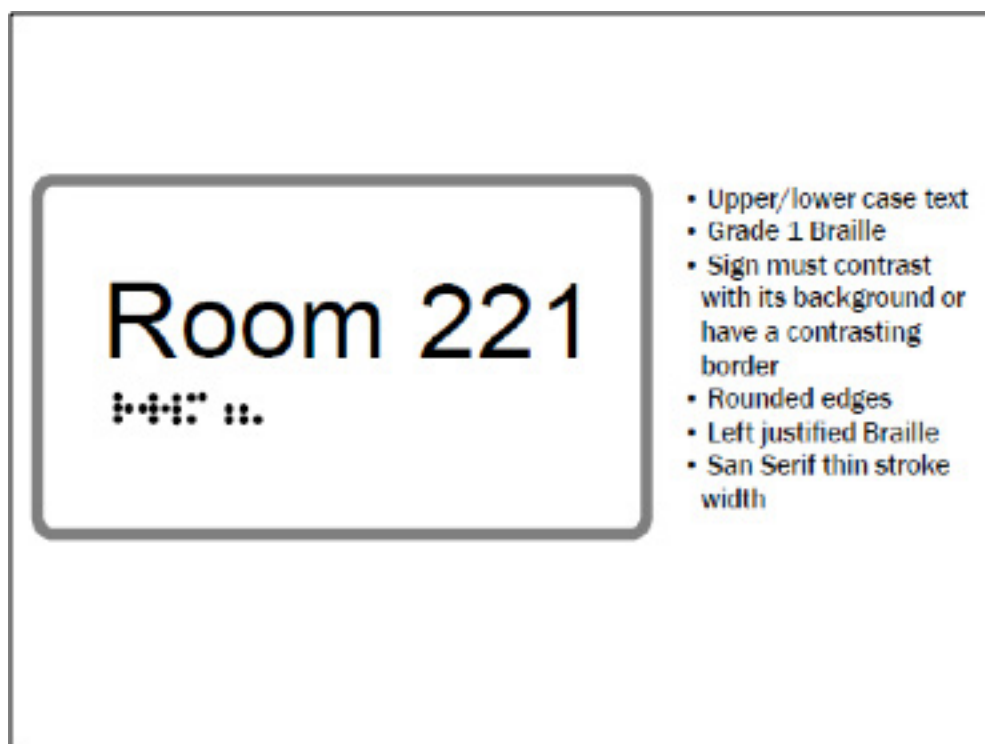 Room 221
• Upper/lower case text
• Grade 1 Braille
• Sign must contrast
with its background or
have a contrasting
border
• Rounded edges
• Left justified Braille
• San Serif thin stroke
width